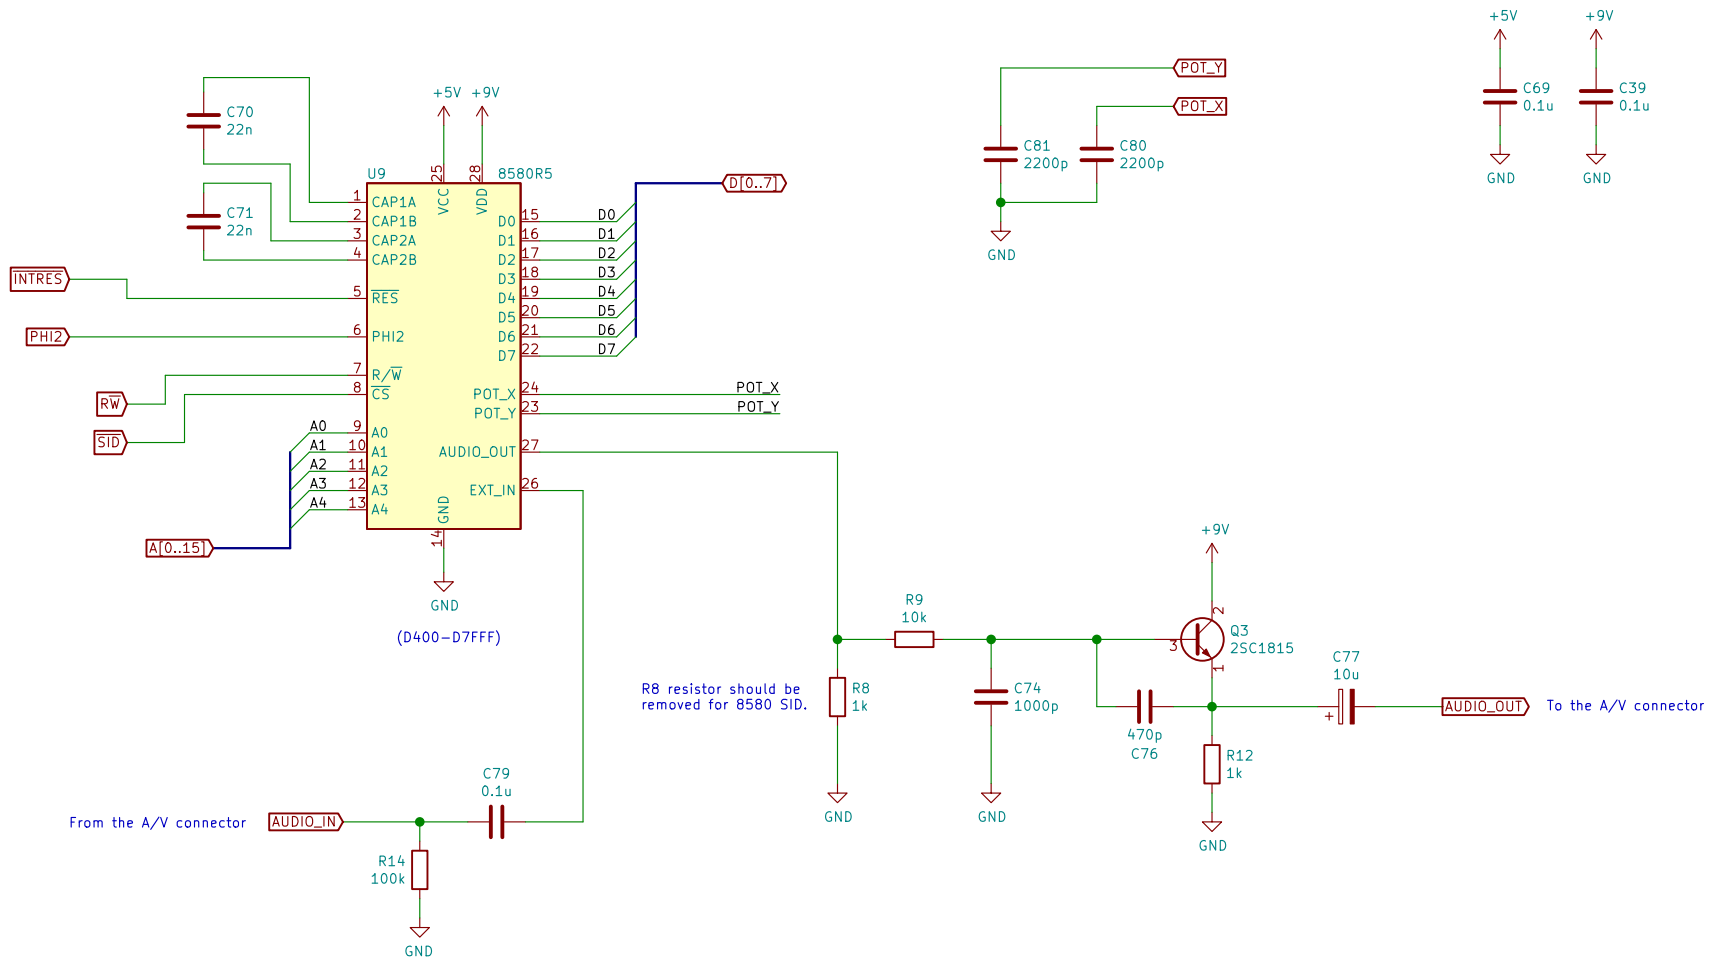 +5V
+9V
C69
0.1u
C39
0.1u
GND
GND
POT_Y
POT_X
C81
2200p
C80
2200p
GND
C70
22n
C71
22n
+5V
+9V
U9
8580R5
25
28
VCC
VDD
1 CAP1A
2 CAP1B
3 CAP2A
4 CAP2B
5 RES
6 PHI2
7 R/W
8 CS
9 A0
10 A1
11 A2
12 A3
13 A4
D0 15
D1 16
D2 17
D3 18
D4 19
D5 20
D6 21
D7 22
POT_X 24
POT_Y 23
AUDIO_OUT 27
EXT_IN 26
GND
14
GND
(D400-D7FFF)
INTRES
PHI2
RW
SID
A0
A1
A2
A3
A4
A[0..15]
D[0..7]
D0
D1
D2
D3
D4
D5
D6
D7
POT_X
POT_Y
R9
10k
R8 resistor should be
removed for 8580 SID.
R8
1k
GND
C74
1000p
GND
470p
C76
+9V
2
3
1
Q3
2SC1815
R12
1k
GND
C77
10u
+
AUDIO_OUT
To the A/V connector
From the A/V connector
AUDIO_IN
C79
0.1u
R14
100k
GND